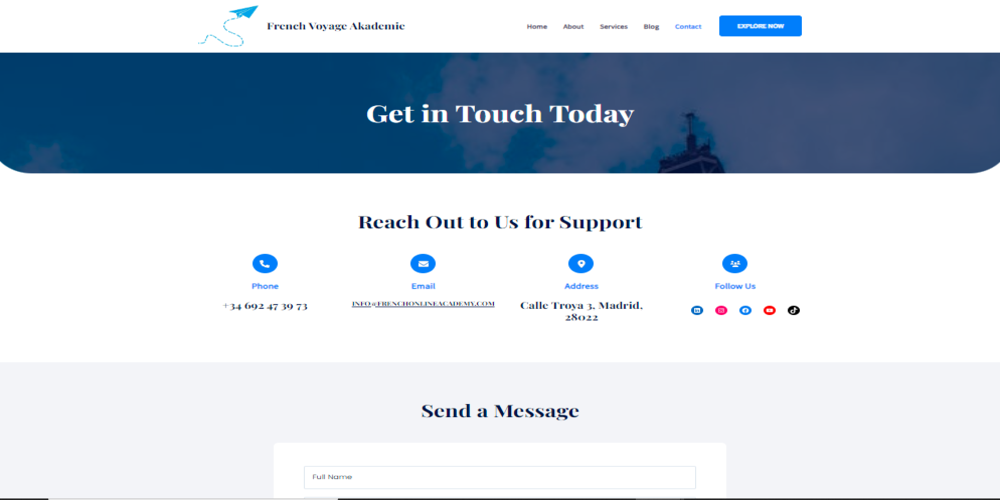 French Voyage Akademie
Home About Services Blog Contact EXPLORE NOW
Get in Touch Today
Reach Out to Us for Support
Phone Email Address Follow Us
+34 692 47 39 73 INFO@FRENCHONLINEACADEMY.COM Calle Troya 3, Madrid,
28022
Send a Message
Full Name